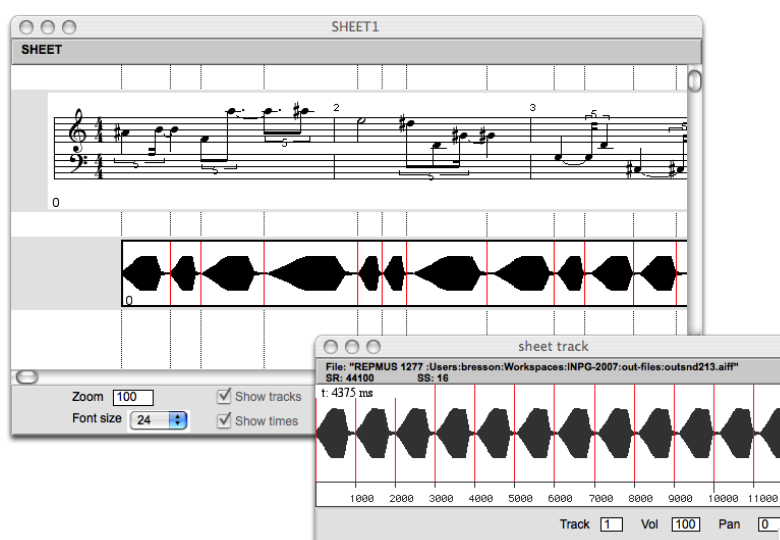 SHEET1
SHEET
2
3
5
5
5
5
5
5
0
0
Zoom 100
Show tracks
Font size 24
Show times
sheet track
File: "REPMUS 1277 :Users:bresson:Workspaces:INPG-2007:out-files:outsnd213.aiff"
SR: 44100 SS: 16
t: 4375 ms
1000 2000 3000 4000 5000 6000 7000 8000 9000 10000 11000
Track 1 Vol 100 Pan 0